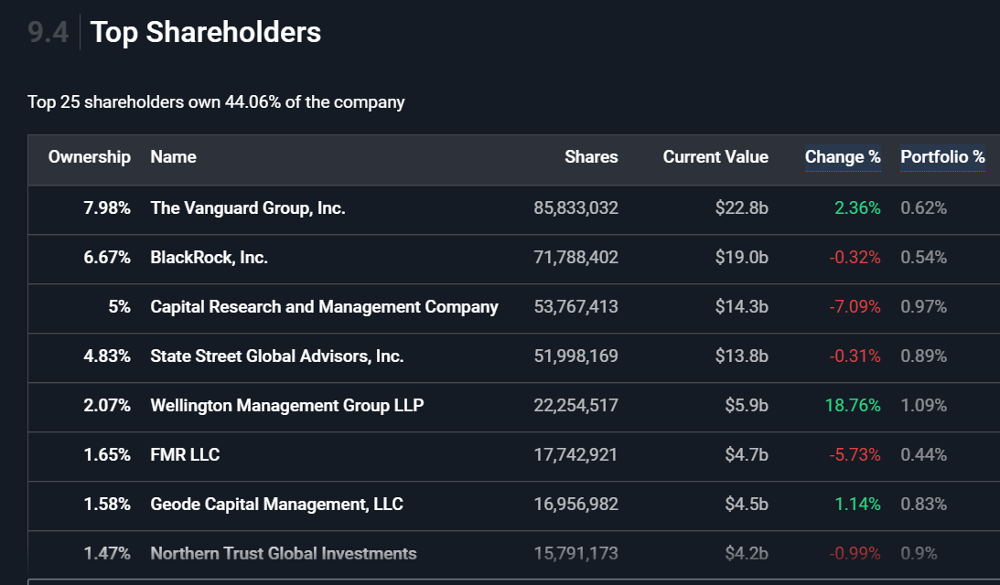 9.4 Top Shareholders
Top 25 shareholders own 44.06% of the company
Ownership Name Shares Current Value Change % Portfolio %
7.98% The Vanguard Group, Inc. 85,833,032 $22.8b 2.36% 0.62%
6.67% BlackRock, Inc. 71,788,402 $19.0b -0.32% 0.54%
5% Capital Research and Management Company 53,767,413 $14.3b -7.09% 0.97%
4.83% State Street Global Advisors, Inc. 51,998,169 $13.8b -0.31% 0.89%
2.07% Wellington Management Group LLP 22,254,517 $5.9b 18.76% 1.09%
1.65% FMR LLC 17,742,921 $4.7b -5.73% 0.44%
1.58% Geode Capital Management, LLC 16,956,982 $4.5b 1.14% 0.83%
1.47% Northern Trust Global Investments 15,791,173 $4.2b -0.99% 0.9%